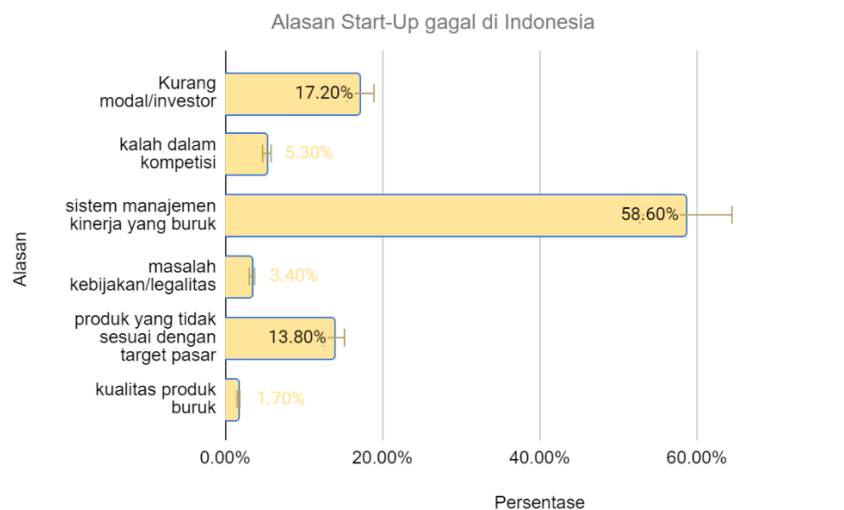 Alasan Start-Up gagal di Indonesia
Kurang
modal/investor
17.20%
kalah dalam
kompetisi
5.30%
sistem manajemen
kinerja yang buruk
58.60%
masalah
kebijakan/legalitas
3.40%
produk yang tidak
sesuai dengan
target pasar
13.80%
kualitas produk
buruk
1.70%
Alasan
0.00%
20.00%
40.00%
60.00%
Persentase